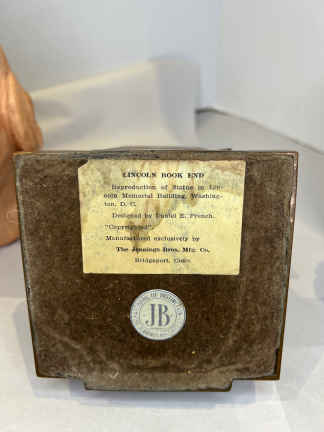 LINCOLN BOOK END
Reproduction of Statue in Lin-
coln Memorial Building, Washing-
ton, D. C.
Designed by Daniel E. French.
"Copyrighted".
Manufactured exclusively by
The Jennings Bros. Mfg. Co.
Bridgeport, Conn.
JB